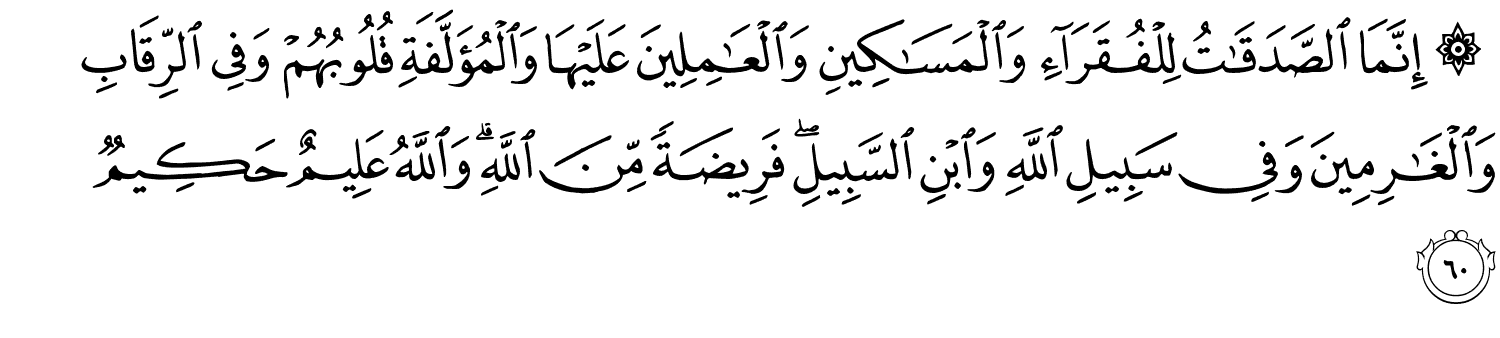 ۞ إِنَّمَا ٱلصَّدَقَـٰتُ لِلْفُقَرَآءِ وَٱلْمَسَـٰكِينِ وَٱلْعَـٰمِلِينَ عَلَيْهَا وَٱلْمُؤَلَّفَةِ قُلُوبُهُمْ وَفِى ٱلرِّقَابِ
وَٱلْغَـٰرِمِينَ وَفِى سَبِيلِ ٱللَّهِ وَٱبْنِ ٱلسَّبِيلِ ۖ فَرِيضَةً مِّنَ ٱللَّهِ ۗ وَٱللَّهُ عَلِيمٌ حَكِيمٌ
٦٠